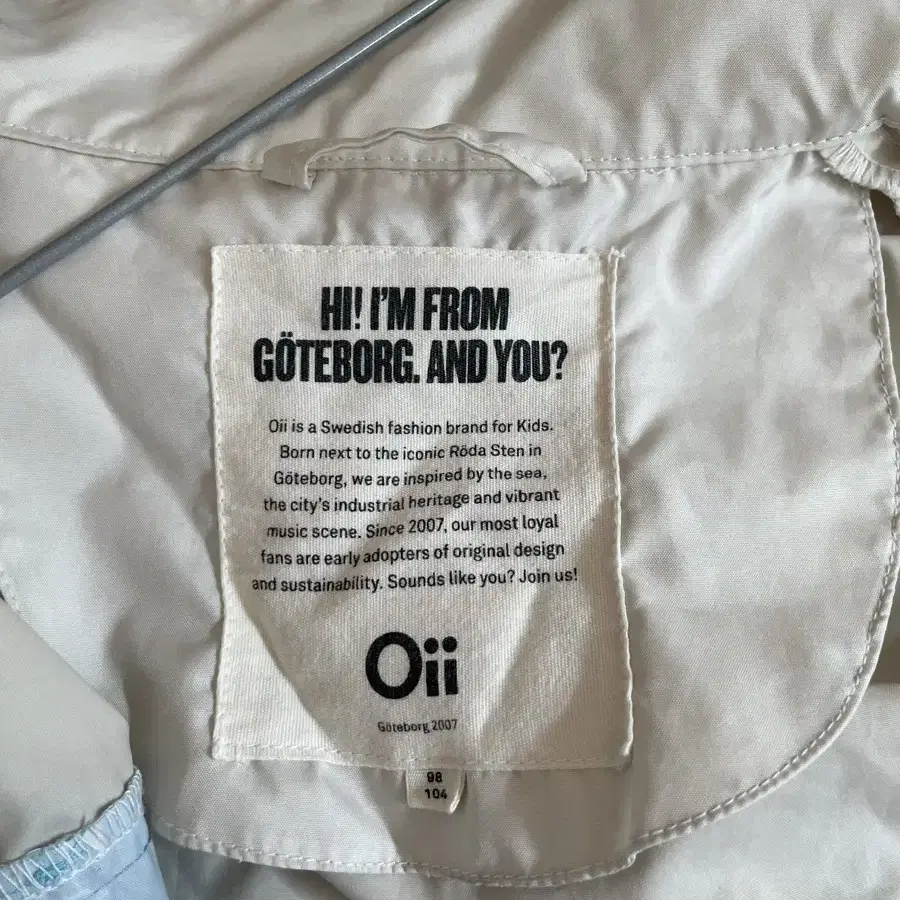 HI! I'M FROM
GÖTEBORG. AND YOU?
Oii is a Swedish fashion brand for Kids.
Born next to the iconic Röda Sten in
Göteborg, we are inspired by the sea,
the city's industrial heritage and vibrant
music scene. Since 2007, our most loyal
fans are early adopters of original design
and sustainability. Sounds like you? Join us!
Oii
Göteborg 2007
98
104